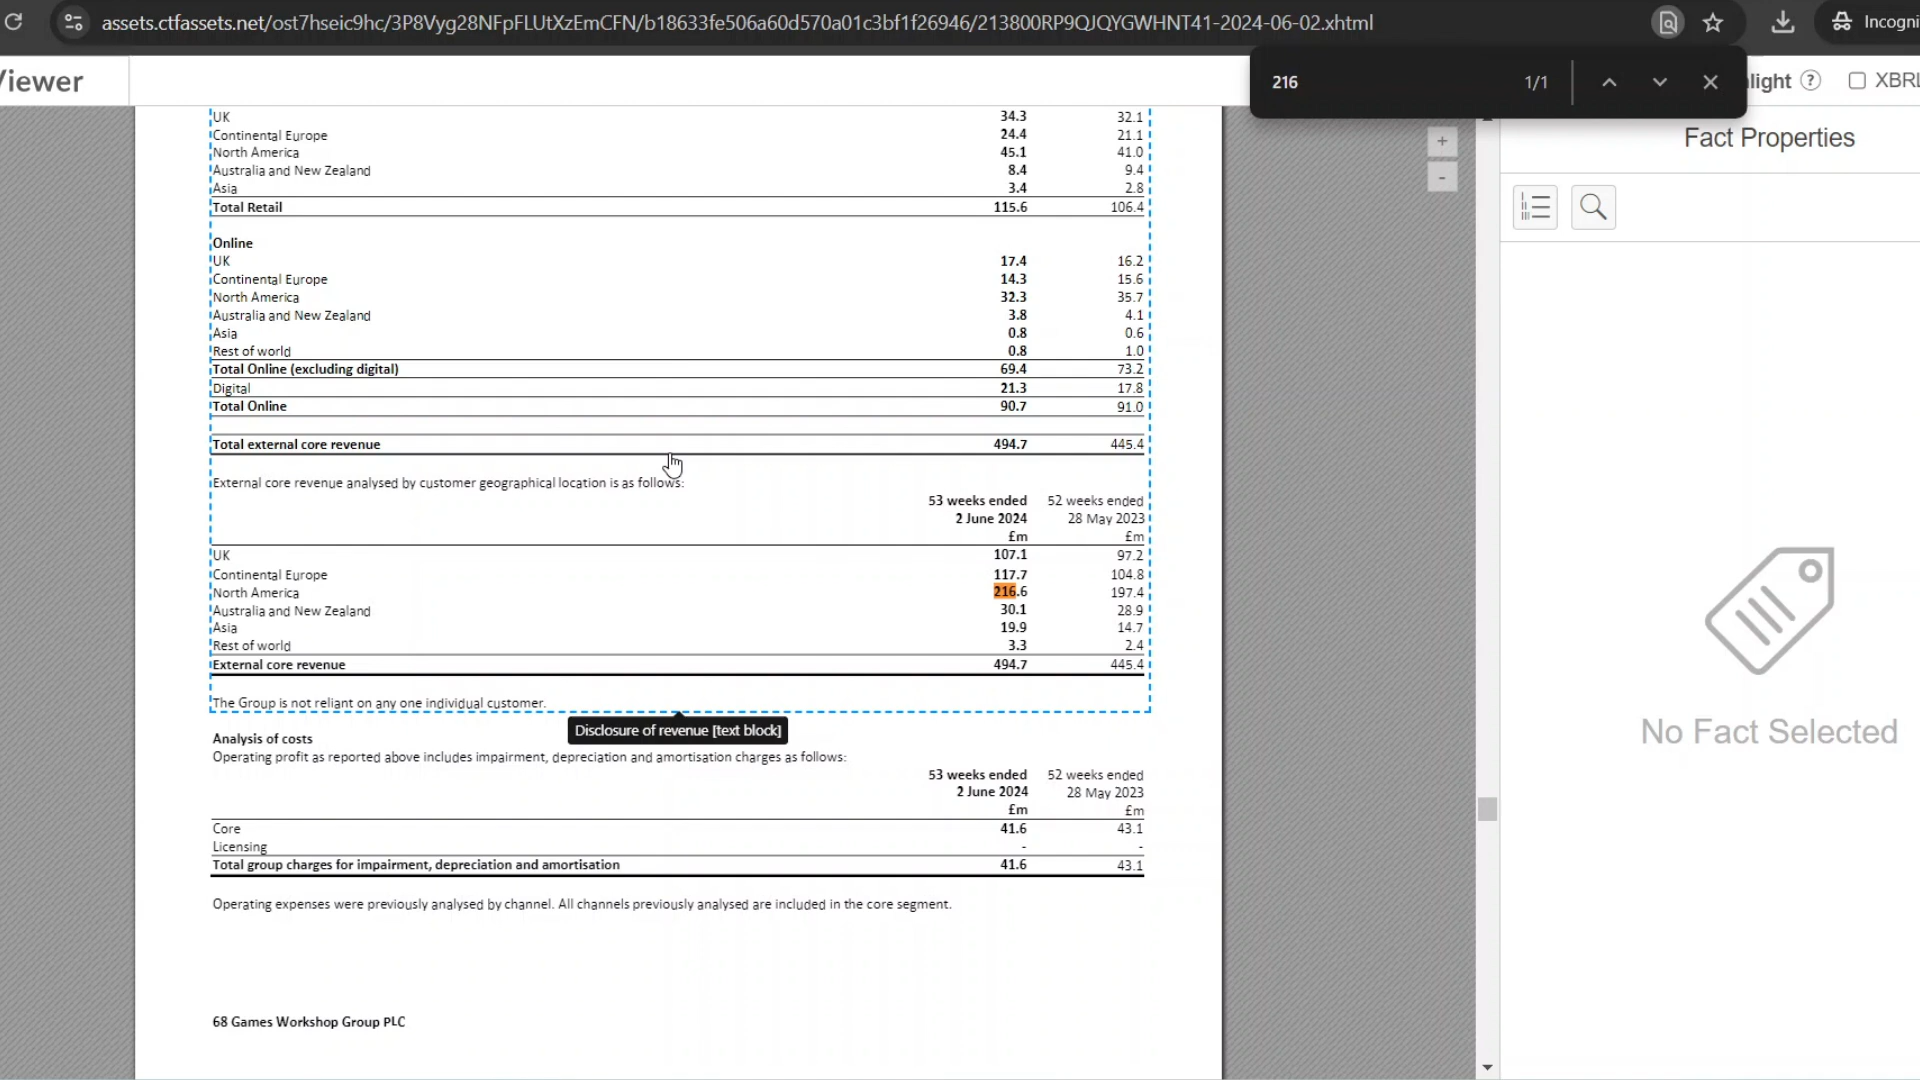 assets.ctfassets.net/ost7hseic9hc/3P8Vyg28NFpFLUtXzEmCFN/b18633fe506a60d570a01c3bf1f26946/213800RP9QJQYGWHNT41-2024-06-02.xhtml Incogni
Viewer 216 1/1 light ? XBRL
+
-
Fact Properties
UK 34.3 32.1
Continental Europe 24.4 21.1
North America 45.1 41.0
Australia and New Zealand 8.4 9.4
Asia 3.4 2.8
Total Retail 115.6 106.4
Online
UK 17.4 16.2
Continental Europe 14.3 15.6
North America 32.3 35.7
Australia and New Zealand 3.8 4.1
Asia 0.8 0.6
Rest of world 0.8 1.0
Total Online (excluding digital) 69.4 73.2
Digital 21.3 17.8
Total Online 90.7 91.0
Total external core revenue 494.7 445.4
External core revenue analysed by customer geographical location is as follows:
53 weeks ended 52 weeks ended
2 June 2024 28 May 2023
£m £m
UK 107.1 97.2
Continental Europe 117.7 104.8
North America 216.6 197.4
Australia and New Zealand 30.1 28.9
Asia 19.9 14.7
Rest of world 3.3 2.4
External core revenue 494.7 445.4
The Group is not reliant on any one individual customer.
Disclosure of revenue [text block]
No Fact Selected
Analysis of costs
Operating profit as reported above includes impairment, depreciation and amortisation charges as follows:
53 weeks ended 52 weeks ended
2 June 2024 28 May 2023
£m £m
Core 41.6 43.1
Licensing - -
Total group charges for impairment, depreciation and amortisation 41.6 43.1
Operating expenses were previously analysed by channel. All channels previously analysed are included in the core segment.
68 Games Workshop Group PLC